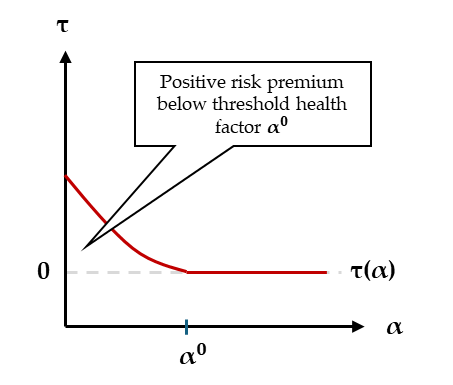 τ
Positive risk premium
below threshold health
factor α⁰
0
τ(α)
α
α⁰